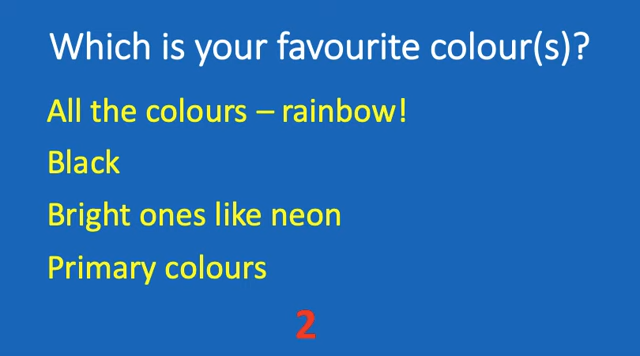 Which is your favourite colour(s)?
All the colours – rainbow!
Black
Bright ones like neon
Primary colours
2